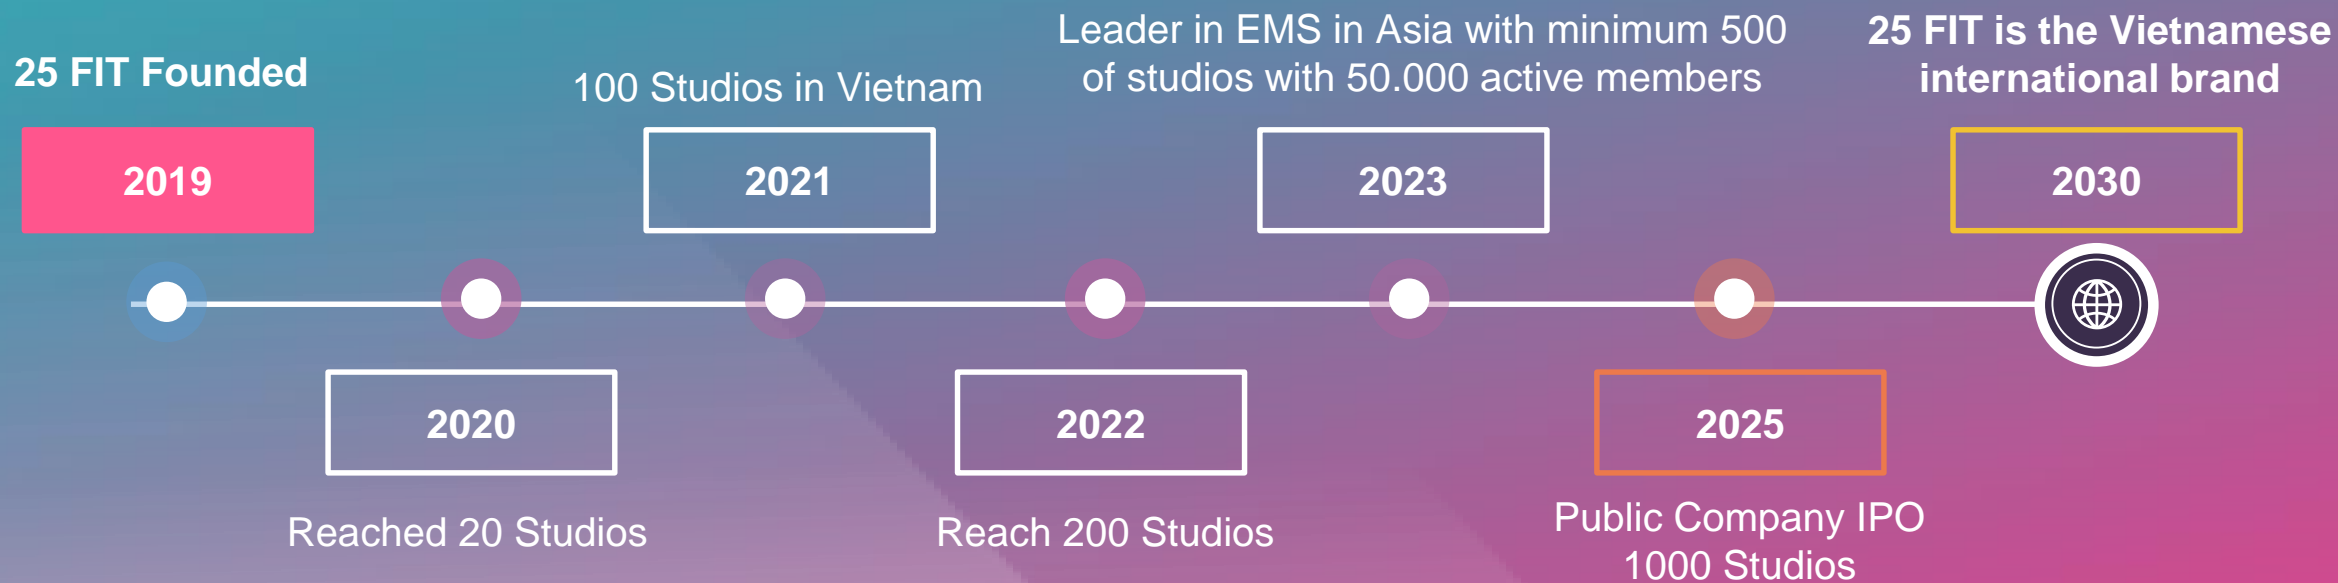 25 FIT Founded
2019
2020
Reached 20 Studios
100 Studios in Vietnam
2021
2022
Reach 200 Studios
Leader in EMS in Asia with minimum 500
of studios with 50.000 active members
2023
2025
Public Company IPO
1000 Studios
25 FIT is the Vietnamese
international brand
2030